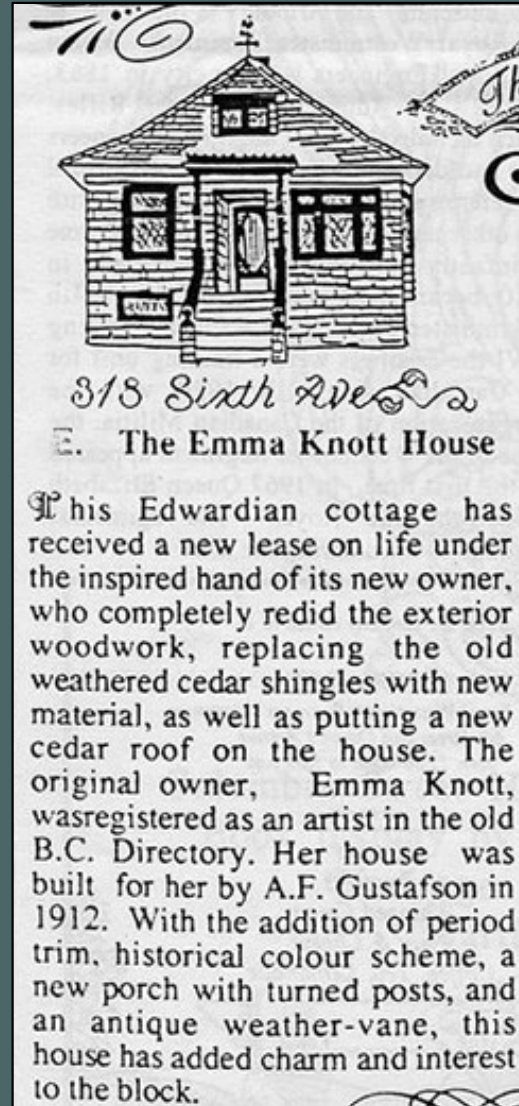 Th
318 Sixth Ave
E. The Emma Knott House
This Edwardian cottage has
received a new lease on life under
the inspired hand of its new owner,
who completely redid the exterior
woodwork, replacing the old
weathered cedar shingles with new
material, as well as putting a new
cedar roof on the house. The
original owner, Emma Knott,
wasregistered as an artist in the old
B.C. Directory. Her house was
built for her by A.F. Gustafson in
1912. With the addition of period
trim, historical colour scheme, a
new porch with turned posts, and
an antique weather-vane, this
house has added charm and interest
to the block.